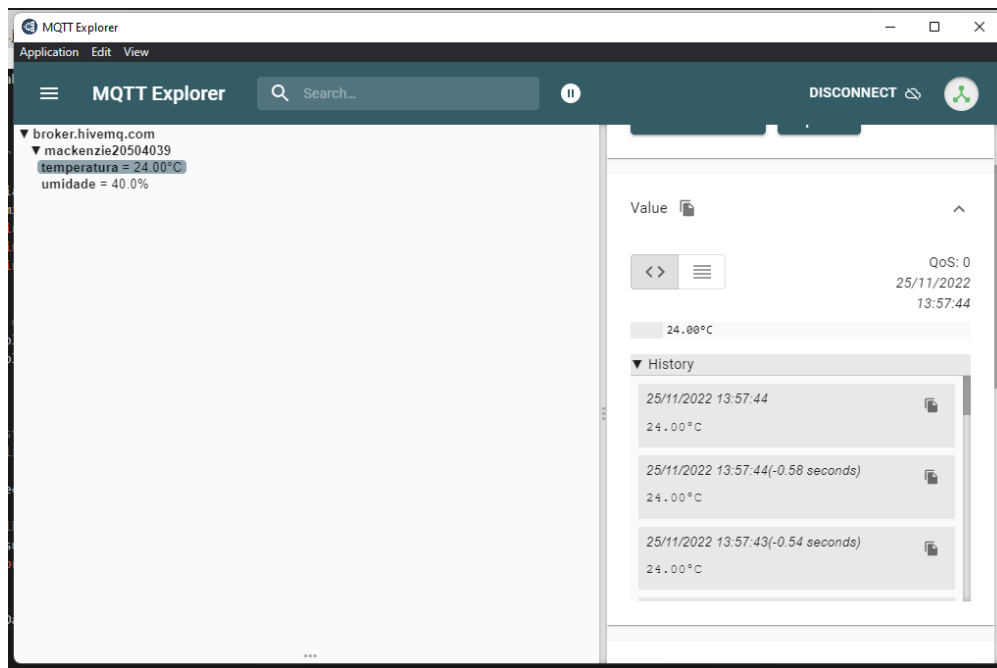 MQTT Explorer
Application Edit View
MQTT Explorer
Search...
DISCONNECT
▼ broker.hivemq.com
▼ mackenzie20504039
temperatura = 24.00°C
umidade = 40.0%
Value
QoS: 0
25/11/2022
13:57:44
24.00°C
▼ History
25/11/2022 13:57:44
24.00°C
25/11/2022 13:57:44(-0.58 seconds)
24.00°C
25/11/2022 13:57:43(-0.54 seconds)
24.00°C